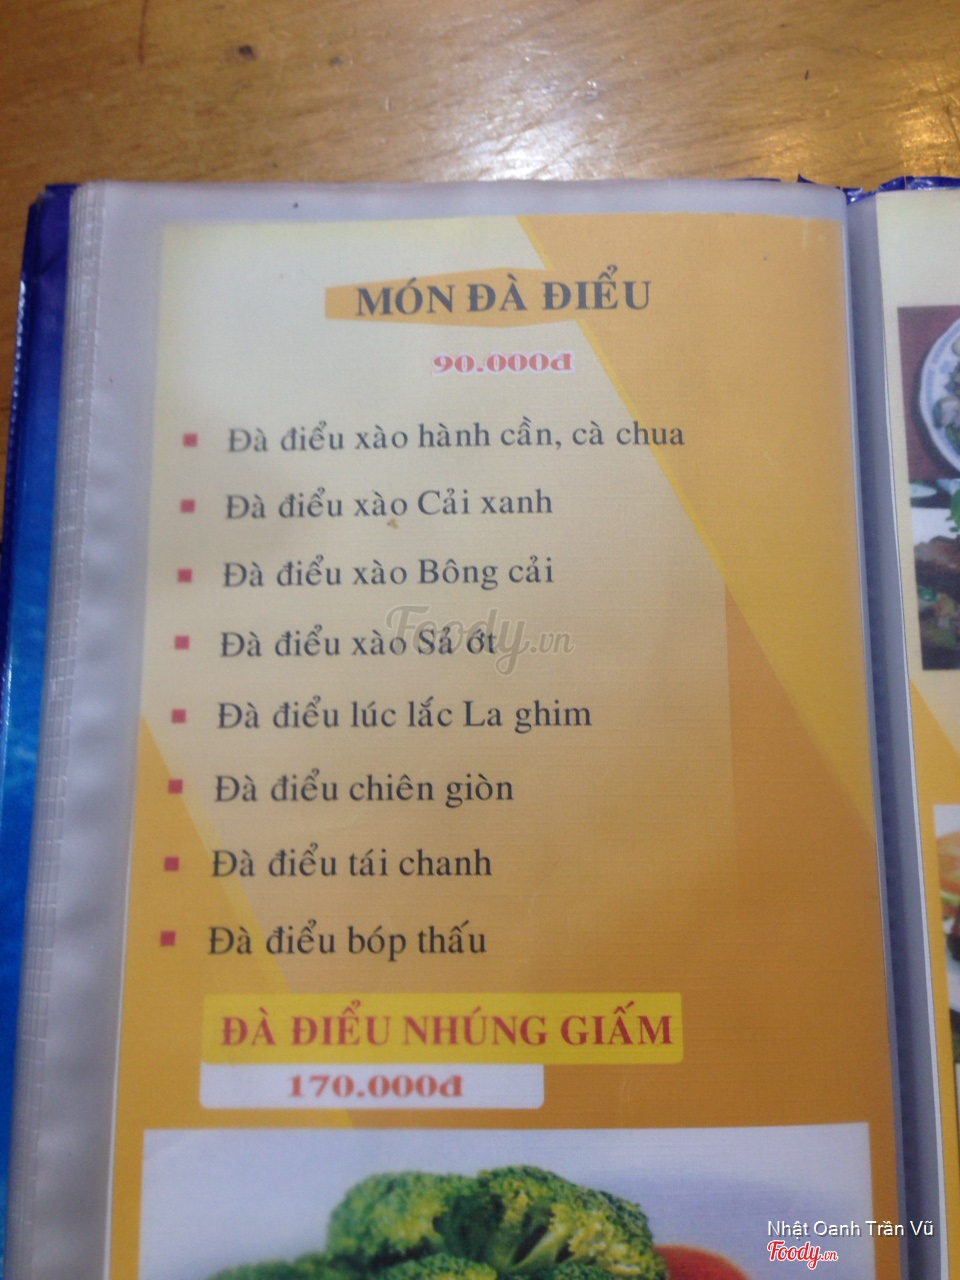 MÓN ĐÀ ĐIỂU
90.000đ
Đà điểu xào hành cần, cà chua
Đà điểu xào Cải xanh
Đà điểu xào Bông cải
Đà điểu xào Sả ớt
Đà điểu lúc lắc La ghim
Đà điểu chiên giòn
Đà điểu tái chanh
Đà điểu bóp thấu
ĐÀ ĐIỂU NHÚNG GIẤM
170.000đ
Foody.vn
Nhật Oanh Trần Vũ
Foody.vn